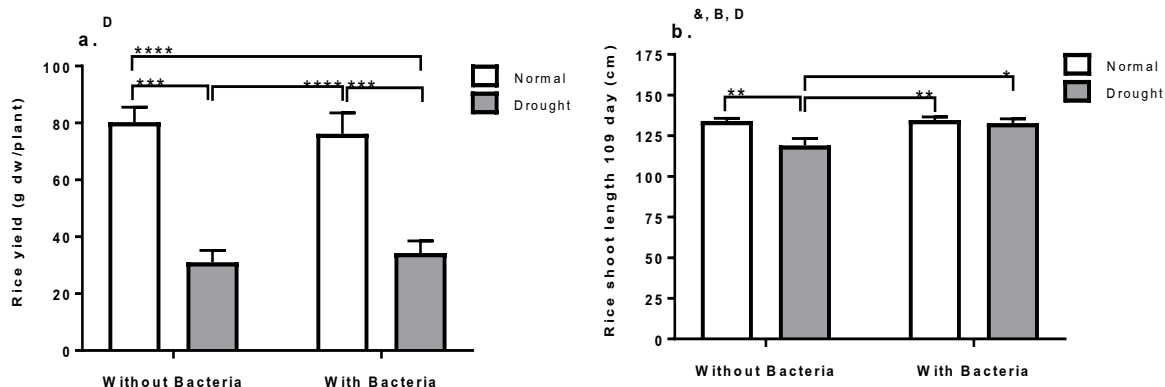 a. D
****
*** **** ***
Rice yield (g dw/plant)
100
80
60
40
20
0
Without Bacteria With Bacteria
Normal
Drought
b. &, B, D
*
** **
Rice shoot length 109 day (cm)
175
150
125
100
75
50
25
0
Without Bacteria With Bacteria
Normal
Drought